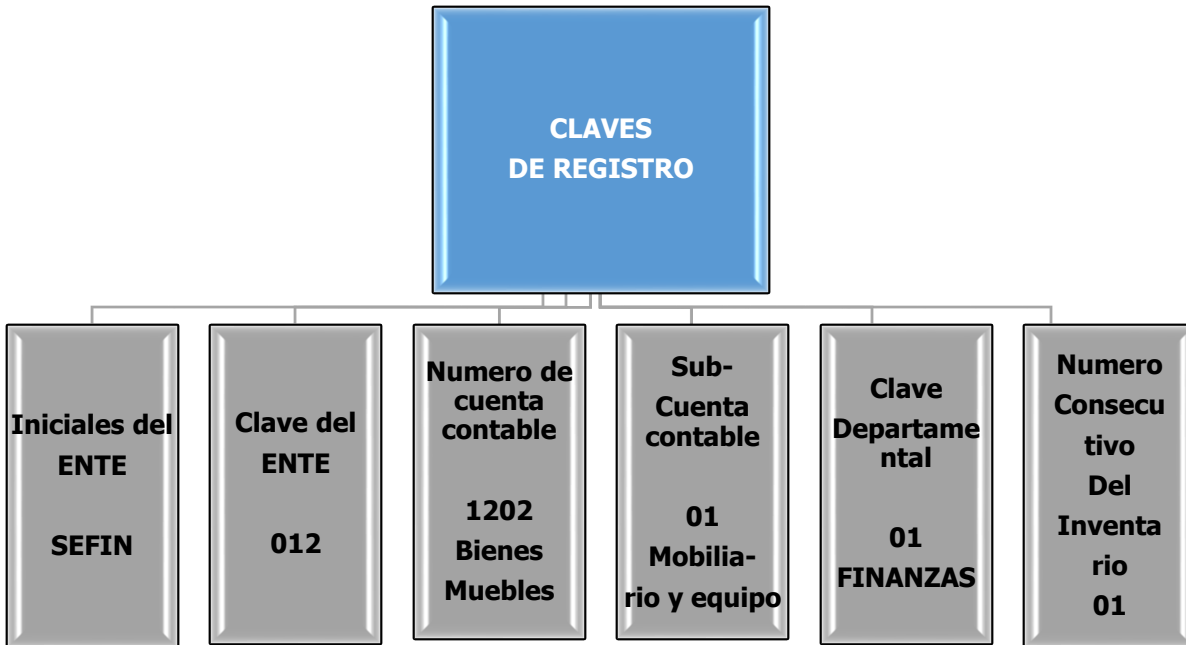 CLAVES
DE REGISTRO
Iniciales del
ENTE
SEFIN
Clave del
ENTE
012
Numero de
cuenta
contable
1202
Bienes
Muebles
Sub-
Cuenta
contable
01
Mobilia-
rio y equipo
Clave
Departame
ntal
01
FINANZAS
Numero
Consecu
tivo
Del
Inventa
rio
01